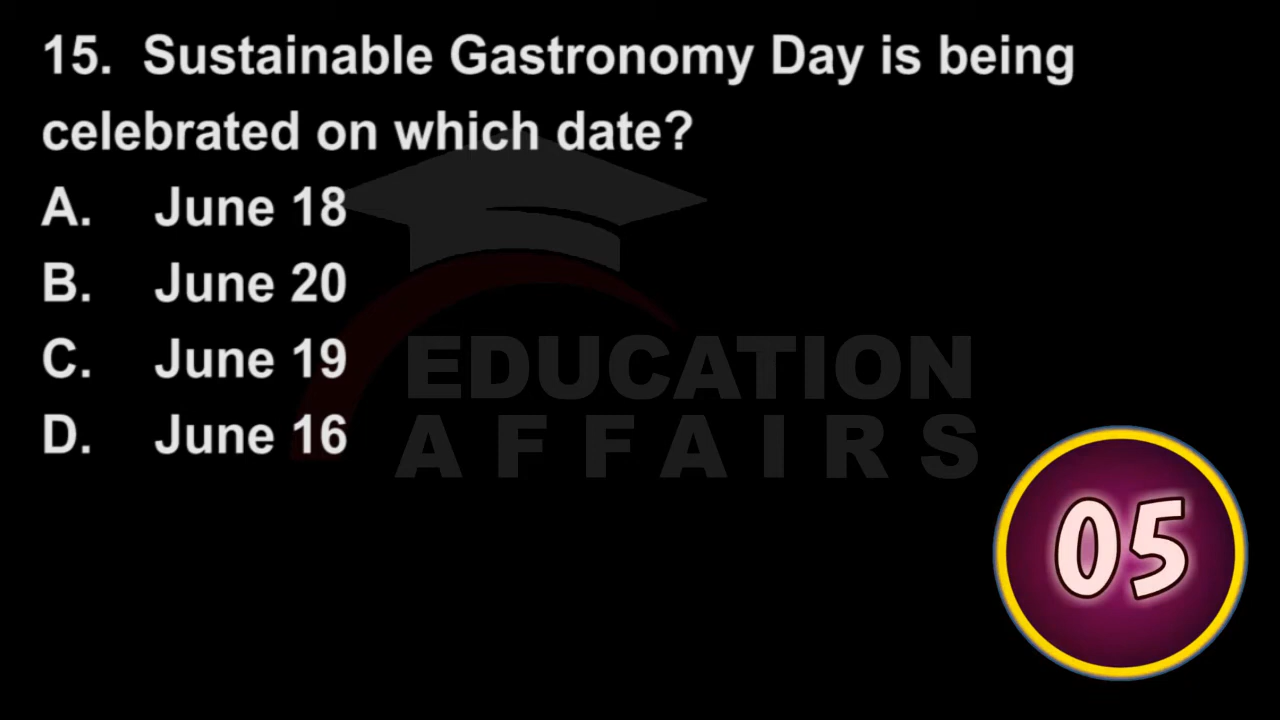 15. Sustainable Gastronomy Day is being
celebrated on which date?
A. June 18
B. June 20
C. June 19
D. June 16
EDUCATION
AFFAIRS
05